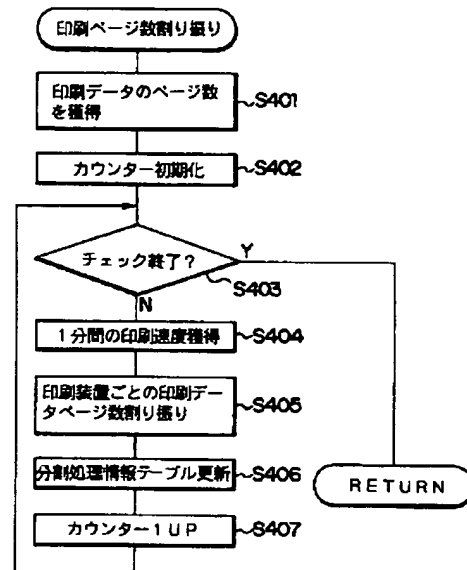 印刷ページ数割り振り
印刷データのページ数
を獲得
S401
カウンター初期化
S402
チェック終了?
Y
S403
N
1分間の印刷速度獲得
S404
印刷装置ごとの印刷デー
タページ数割り振り
S405
分割処理情報テーブル更新
S406
カウンター1UP
S407
RETURN